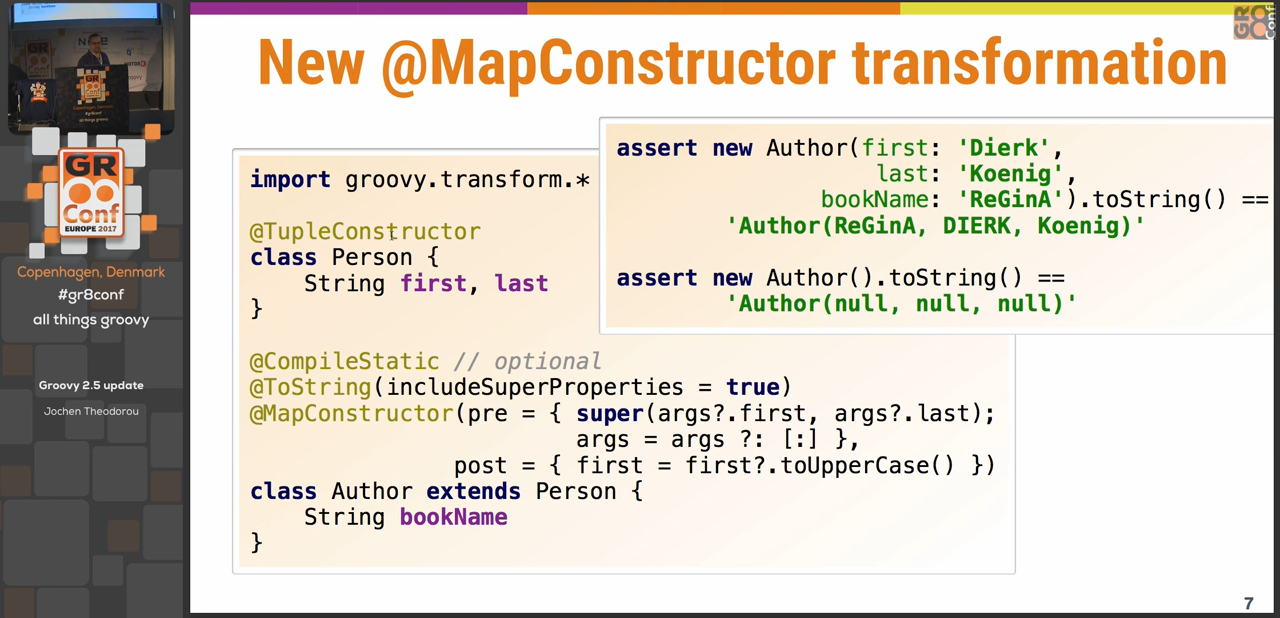 New @MapConstructor transformation
import groovy.transform.*
@TupleConstructor
class Person {
    String first, last
}
@CompileStatic // optional
@ToString(includeSuperProperties = true)
@MapConstructor(pre = { super(args?.first, args?.last);
                        args = args ?: [:] },
                post = { first = first?.toUpperCase() })
class Author extends Person {
    String bookName
}
assert new Author(first: 'Dierk',
                   last: 'Koenig',
               bookName: 'ReGinA').toString() ==
        'Author(ReGinA, DIERK, Koenig)'
assert new Author().toString() ==
        'Author(null, null, null)'
7
GR
Conf
EUROPE 2017
Copenhagen, Denmark
#gr8conf
all things groovy
Groovy 2.5 update
Jochen Theodorou
GR
Conf